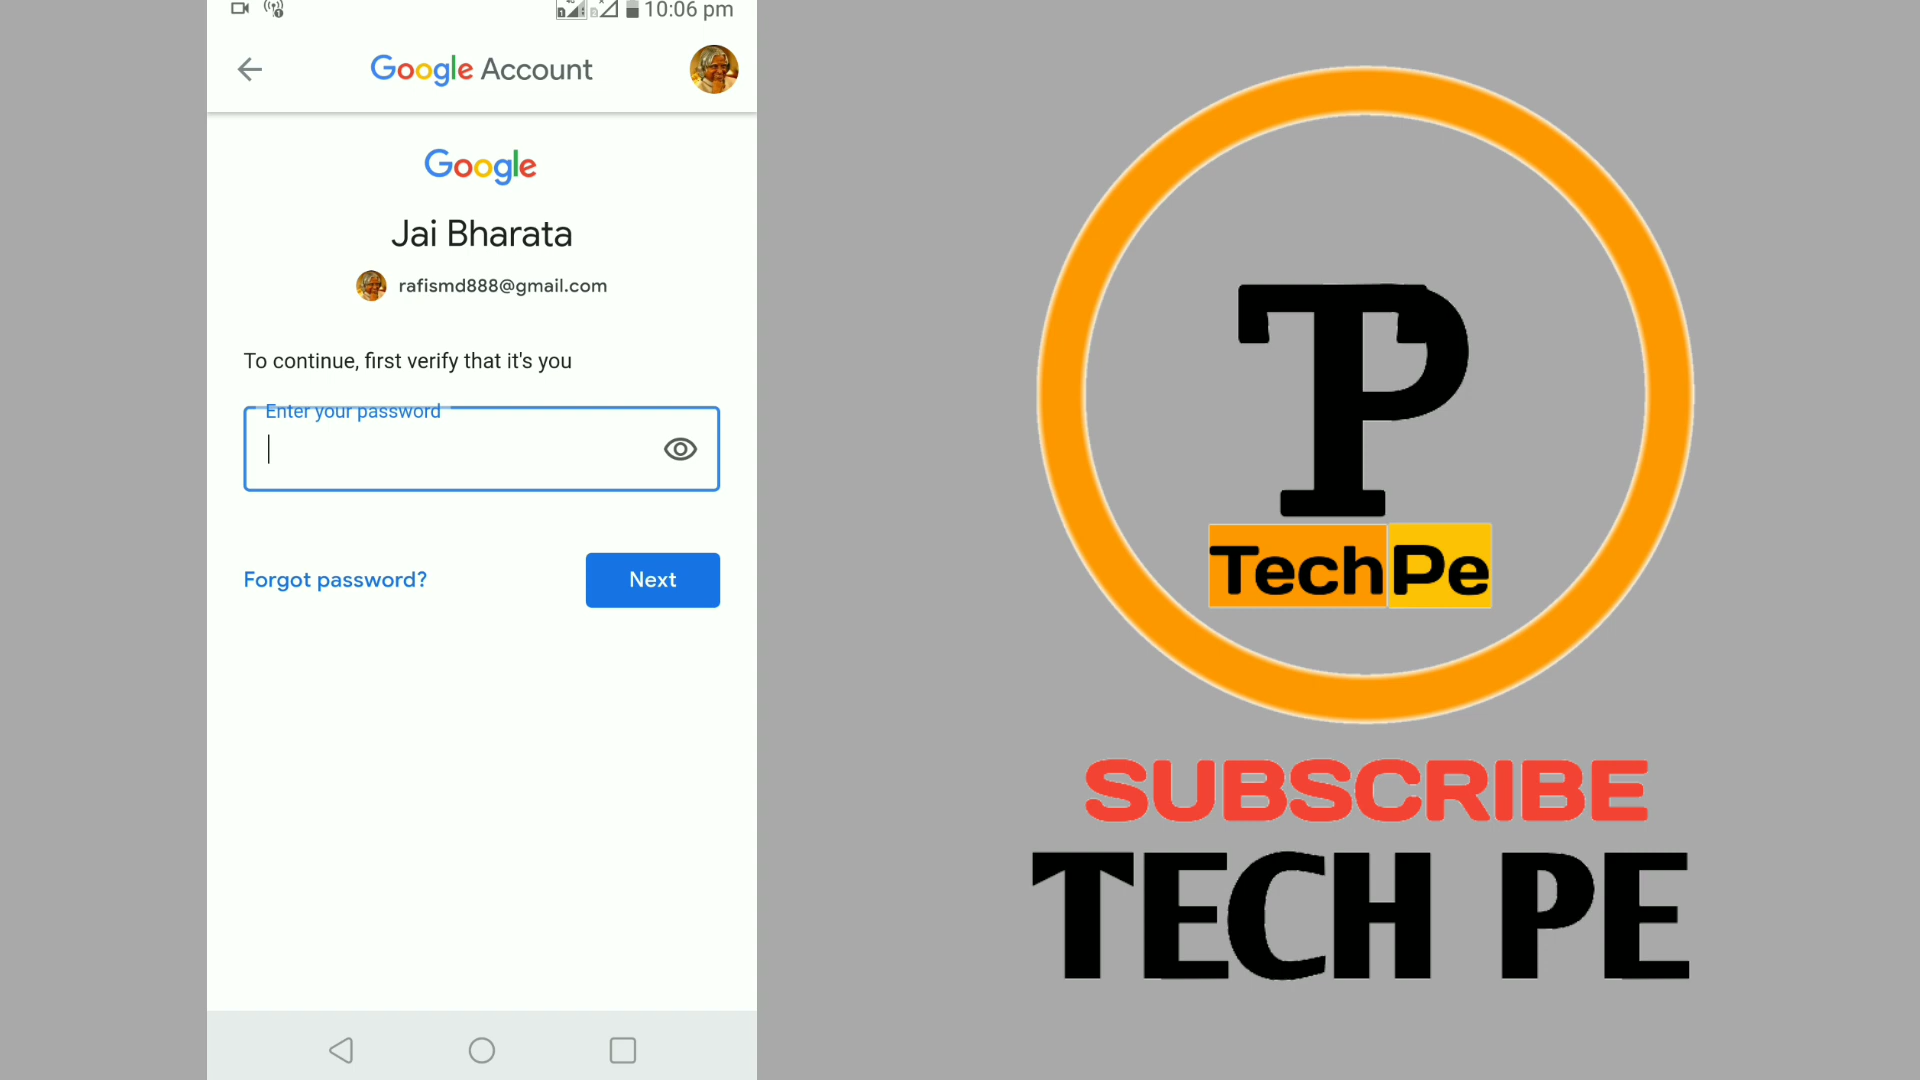 10:06 pm
Google Account
Google
Jai Bharata
rafismd888@gmail.com
To continue, first verify that it's you
Enter your password
Forgot password?
Next
TP
TechPe
SUBSCRIBE
TECH PE